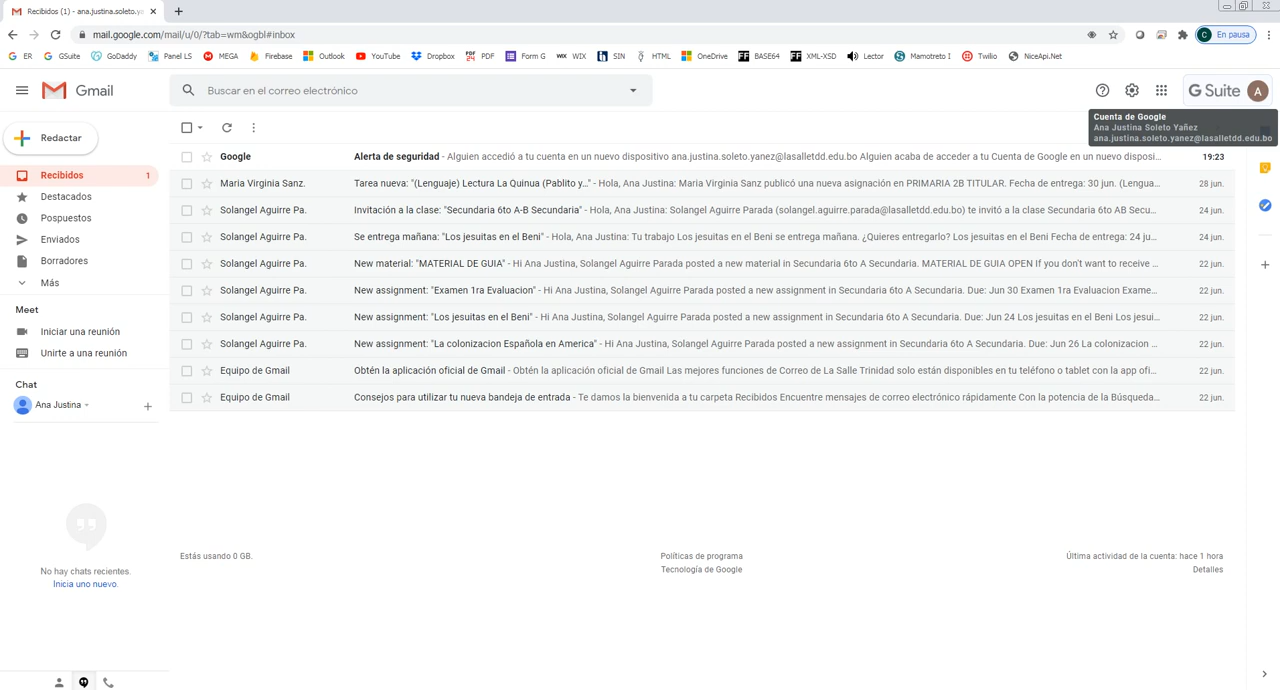 Recibidos (1) - ana.justina.soleto.ya
mail.google.com/mail/u/0/?tab=wm&ogbl#inbox
C En pausa
G ER
G GSuite
GoDaddy
Panel LS
MEGA
Firebase
Outlook
YouTube
Dropbox
PDF
Form G
WIX WIX
SIN
HTML
OneDrive
FF BASE64
FF XML-XSD
Lector
Mamotreto I
Twilio
NiceApi.Net
Gmail
Buscar en el correo electrónico
G Suite A
Cuenta de Google
Ana Justina Soleto Yañez
ana.justina.soleto.yanez@lasalletdd.edu.bo
Redactar
Recibidos 1
Destacados
Pospuestos
Enviados
Borradores
Más
Meet
Iniciar una reunión
Unirte a una reunión
Chat
Ana Justina
No hay chats recientes.
Inicia uno nuevo.
Google Alerta de seguridad - Alguien accedió a tu cuenta en un nuevo dispositivo ana.justina.soleto.yanez@lasalletdd.edu.bo Alguien acaba de acceder a tu Cuenta de Google en un nuevo disposi... 19:23
Maria Virginia Sanz. Tarea nueva: "(Lenguaje) Lectura La Quinua (Pablito y..." - Hola, Ana Justina: Maria Virginia Sanz publicó una nueva asignación en PRIMARIA 2B TITULAR. Fecha de entrega: 30 jun. (Lengua... 28 jun.
Solangel Aguirre Pa. Invitación a la clase: "Secundaria 6to A-B Secundaria" - Hola, Ana Justina: Solangel Aguirre Parada (solangel.aguirre.parada@lasalletdd.edu.bo) te invitó a la clase Secundaria 6to AB Secu... 24 jun.
Solangel Aguirre Pa. Se entrega mañana: "Los jesuitas en el Beni" - Hola, Ana Justina: Tu trabajo Los jesuitas en el Beni se entrega mañana. ¿Quieres entregarlo? Los jesuitas en el Beni Fecha de entrega: 24 ju... 24 jun.
Solangel Aguirre Pa. New material: "MATERIAL DE GUIA" - Hi Ana Justina, Solangel Aguirre Parada posted a new material in Secundaria 6to A Secundaria. MATERIAL DE GUIA OPEN If you don't want to receive ... 22 jun.
Solangel Aguirre Pa. New assignment: "Examen 1ra Evaluacion" - Hi Ana Justina, Solangel Aguirre Parada posted a new assignment in Secundaria 6to A Secundaria. Due: Jun 30 Examen 1ra Evaluacion Exame... 22 jun.
Solangel Aguirre Pa. New assignment: "Los jesuitas en el Beni" - Hi Ana Justina, Solangel Aguirre Parada posted a new assignment in Secundaria 6to A Secundaria. Due: Jun 24 Los jesuitas en el Beni Los jesui... 22 jun.
Solangel Aguirre Pa. New assignment: "La colonizacion Española en America" - Hi Ana Justina, Solangel Aguirre Parada posted a new assignment in Secundaria 6to A Secundaria. Due: Jun 26 La colonizacion ... 22 jun.
Equipo de Gmail Obtén la aplicación oficial de Gmail - Obtén la aplicación oficial de Gmail Las mejores funciones de Correo de La Salle Trinidad solo están disponibles en tu teléfono o tablet con la app ofi... 22 jun.
Equipo de Gmail Consejos para utilizar tu nueva bandeja de entrada - Te damos la bienvenida a tu carpeta Recibidos Encuentre mensajes de correo electrónico rápidamente Con la potencia de la Búsqueda... 22 jun.
Estás usando 0 GB.
Políticas de programa
Tecnología de Google
Última actividad de la cuenta: hace 1 hora
Detalles